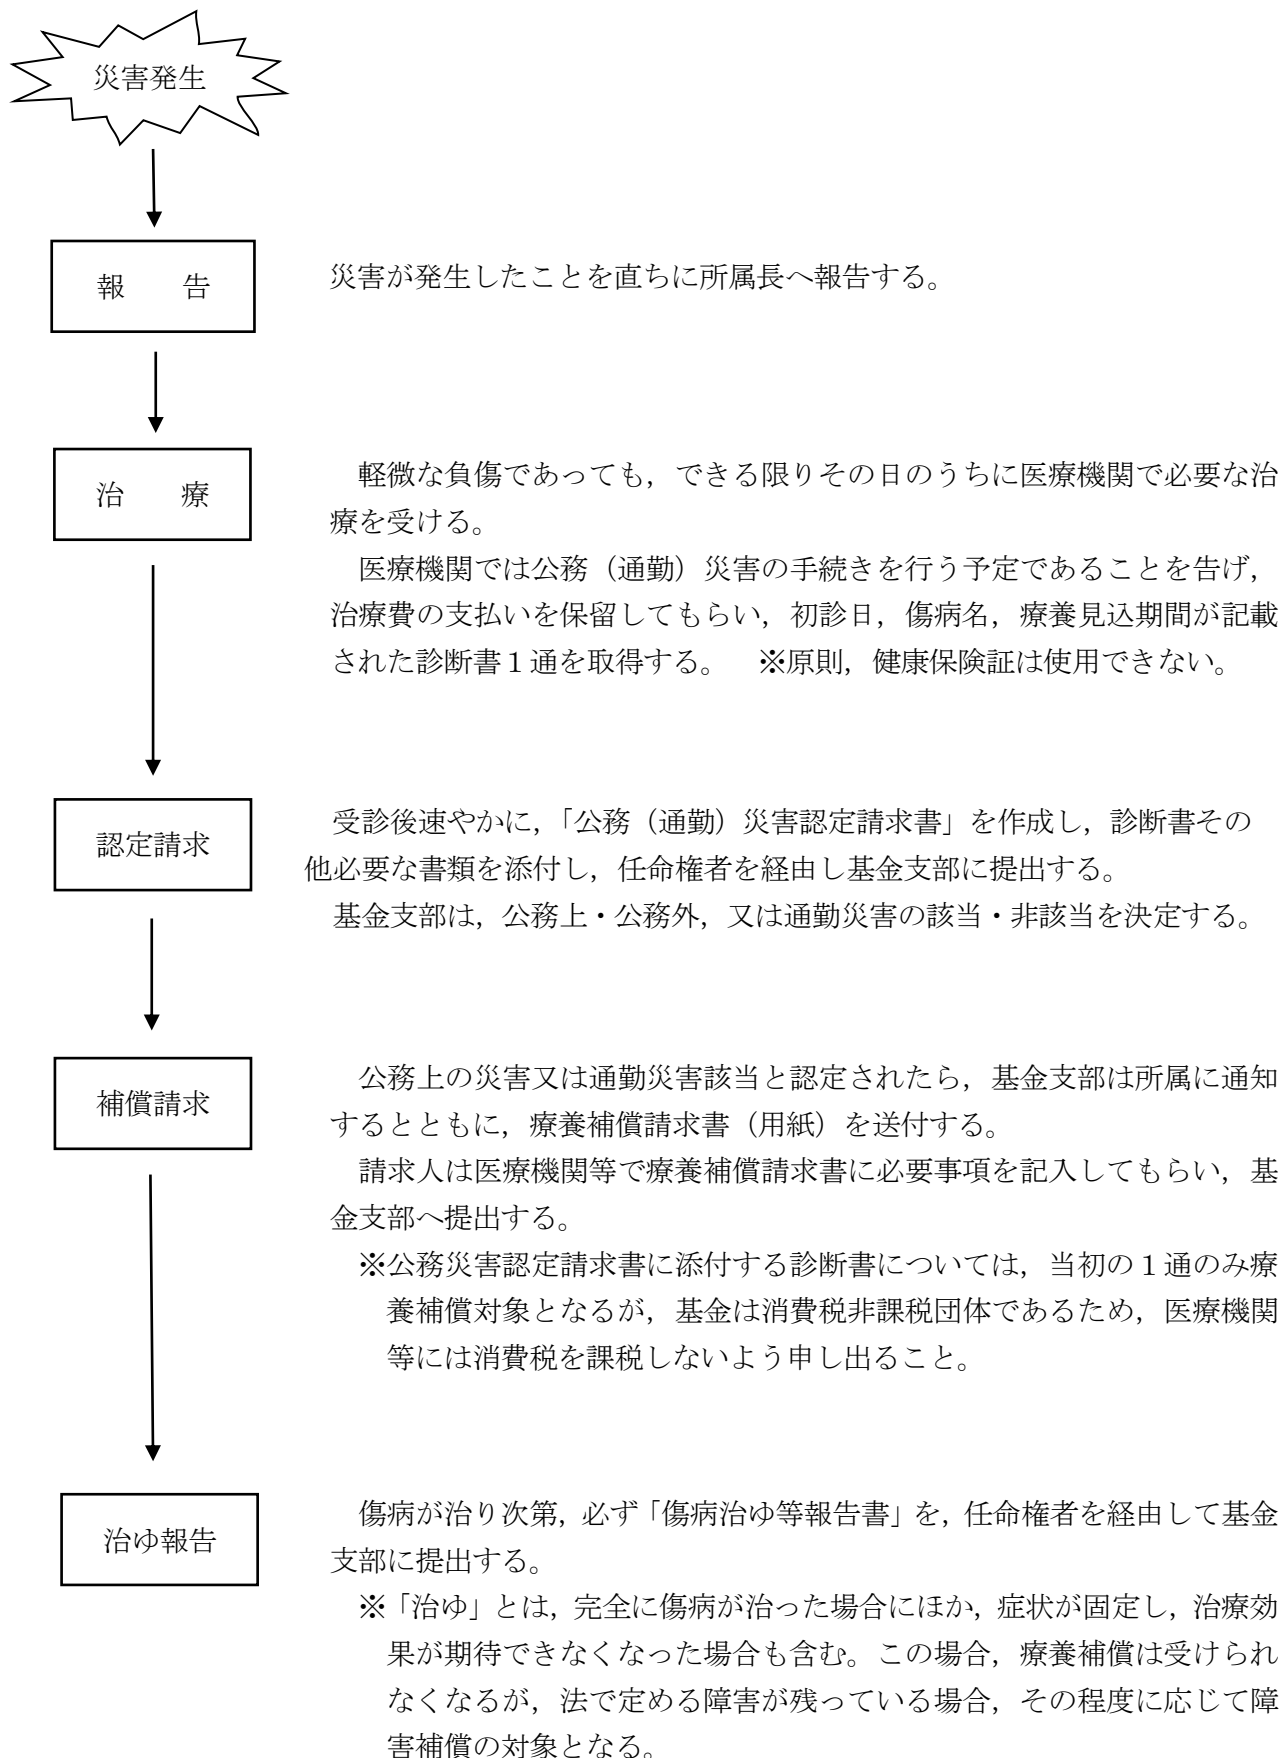 災害発生
報　　告
災害が発生したことを直ちに所属長へ報告する。
治　　療
軽微な負傷であっても，できる限りその日のうちに医療機関で必要な治
療を受ける。
医療機関では公務（通勤）災害の手続きを行う予定であることを告げ，
治療費の支払いを保留してもらい，初診日，傷病名，療養見込期間が記載
された診断書１通を取得する。　※原則，健康保険証は使用できない。
認定請求
受診後速やかに，「公務（通勤）災害認定請求書」を作成し，診断書その
他必要な書類を添付し，任命権者を経由し基金支部に提出する。
基金支部は，公務上・公務外，又は通勤災害の該当・非該当を決定する。
補償請求
公務上の災害又は通勤災害該当と認定されたら，基金支部は所属に通知
するとともに，療養補償請求書（用紙）を送付する。
請求人は医療機関等で療養補償請求書に必要事項を記入してもらい，基
金支部へ提出する。
※公務災害認定請求書に添付する診断書については，当初の１通のみ療
養補償対象となるが，基金は消費税非課税団体であるため，医療機関
等には消費税を課税しないよう申し出ること。
治ゆ報告
傷病が治り次第，必ず「傷病治ゆ等報告書」を，任命権者を経由して基金
支部に提出する。
※「治ゆ」とは，完全に傷病が治った場合にほか，症状が固定し，治療効
果が期待できなくなった場合も含む。この場合，療養補償は受けられ
なくなるが，法で定める障害が残っている場合，その程度に応じて障
害補償の対象となる。